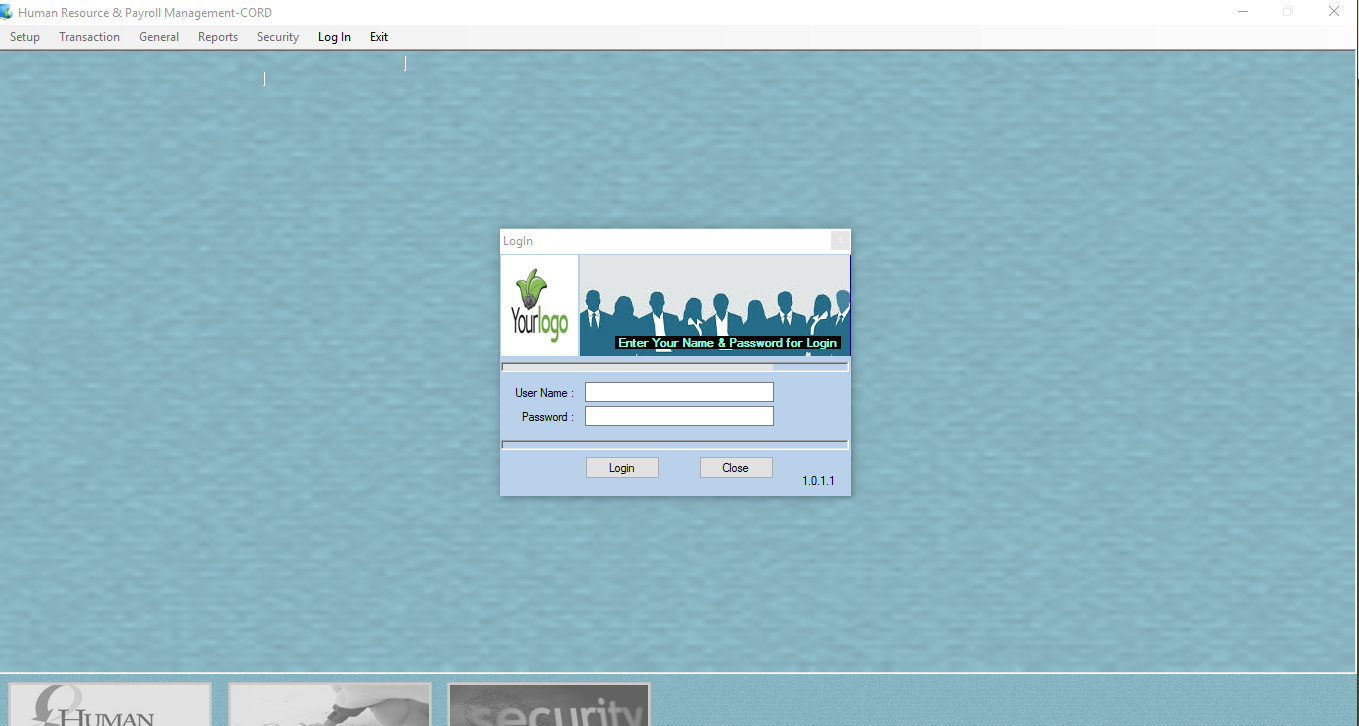 Human Resource & Payroll Management-CORD
Setup Transaction General Reports Security Log In Exit
LogIn
Yourlogo
Enter Your Name & Password for Login
User Name :
Password :
Login Close
1.0.1.1
HUMAN
security